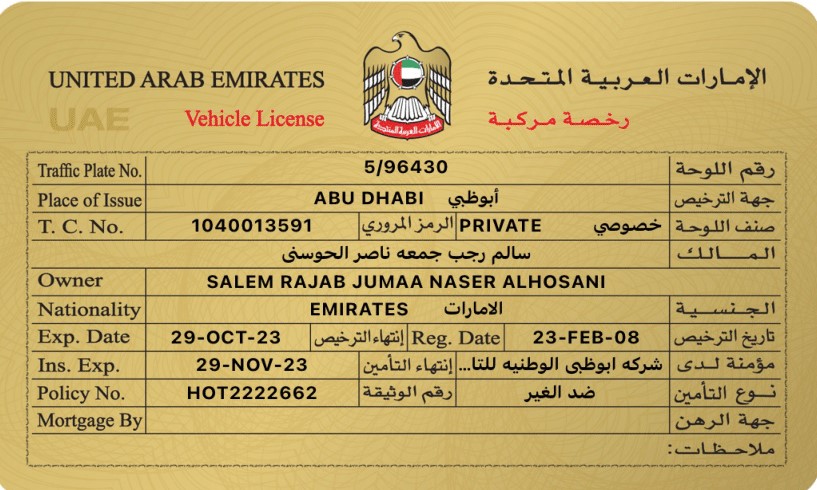 UNITED ARAB EMIRATES الإمارات العربية المتحدة
UAE Vehicle License رخصة مركبة
الإمارات العربية المتحدة
Traffic Plate No. 5/96430 رقم اللوحة
Place of Issue ABU DHABI أبوظبي جهة الترخيص
T. C. No. 1040013591 الرمز المروري PRIVATE خصوصي صنف اللوحة
سالم رجب جمعه ناصر الحوسنى المالك
Owner SALEM RAJAB JUMAA NASER ALHOSANI
Nationality EMIRATES الامارات الجنسية
Exp. Date 29-OCT-23 إنتهاء الترخيص Reg. Date 23-FEB-08 تاريخ الترخيص
Ins. Exp. 29-NOV-23 إنتهاء التأمين شركه ابوظبى الوطنيه للتا... مؤمنة لدى
Policy No. HOT2222662 رقم الوثيقة ضد الغير نوع التأمين
Mortgage By جهة الرهن
ملاحظات: